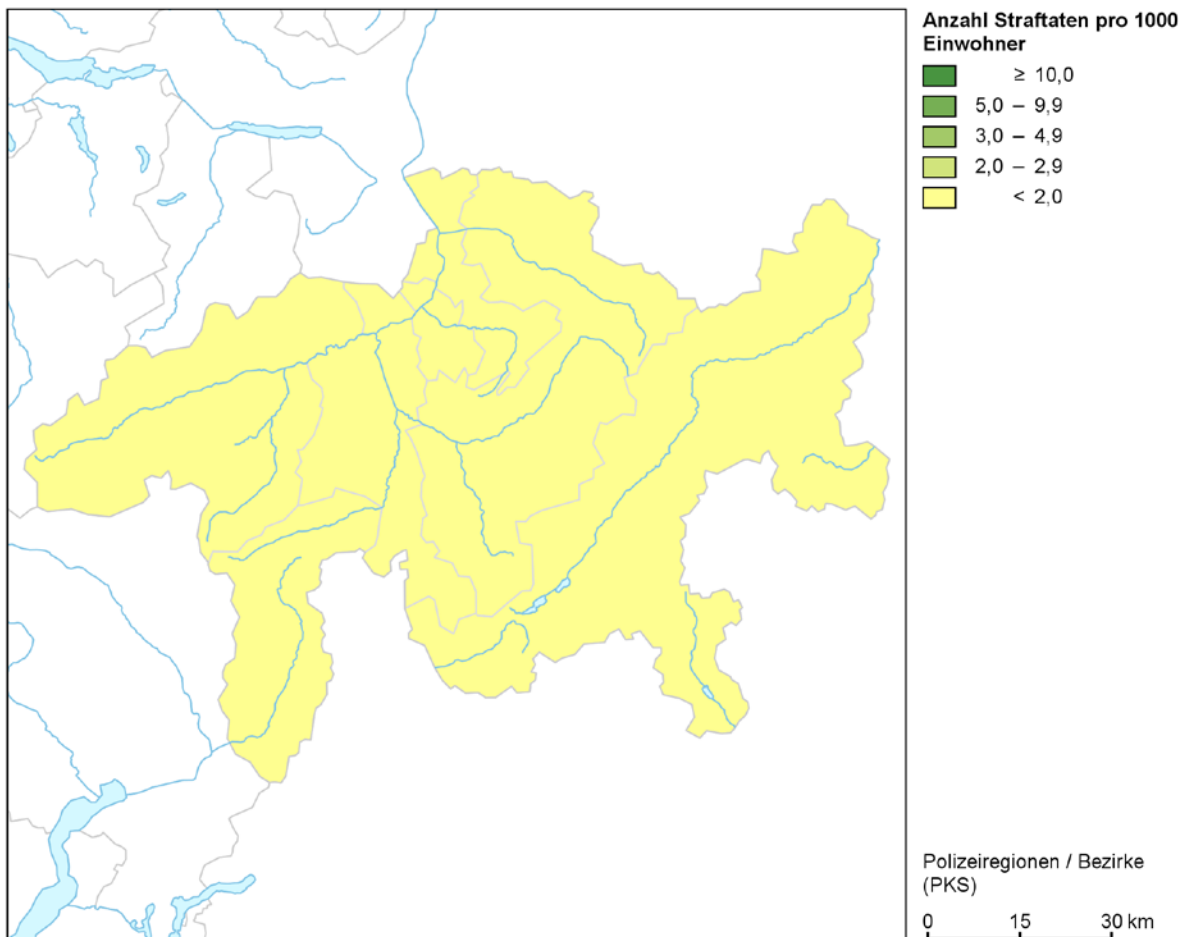 Anzahl Straftaten pro 1000
Einwohner
≥ 10,0
5,0 – 9,9
3,0 – 4,9
2,0 – 2,9
< 2,0
Polizeiregionen / Bezirke
(PKS)
0 15 30 km